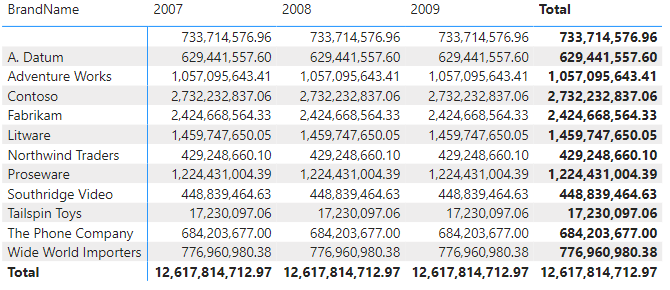 BrandName 2007 2008 2009 Total
733,714,576.96 733,714,576.96 733,714,576.96 733,714,576.96
A. Datum 629,441,557.60 629,441,557.60 629,441,557.60 629,441,557.60
Adventure Works 1,057,095,643.41 1,057,095,643.41 1,057,095,643.41 1,057,095,643.41
Contoso 2,732,232,837.06 2,732,232,837.06 2,732,232,837.06 2,732,232,837.06
Fabrikam 2,424,668,564.33 2,424,668,564.33 2,424,668,564.33 2,424,668,564.33
Litware 1,459,747,650.05 1,459,747,650.05 1,459,747,650.05 1,459,747,650.05
Northwind Traders 429,248,660.10 429,248,660.10 429,248,660.10 429,248,660.10
Proseware 1,224,431,004.39 1,224,431,004.39 1,224,431,004.39 1,224,431,004.39
Southridge Video 448,839,464.63 448,839,464.63 448,839,464.63 448,839,464.63
Tailspin Toys 17,230,097.06 17,230,097.06 17,230,097.06 17,230,097.06
The Phone Company 684,203,677.00 684,203,677.00 684,203,677.00 684,203,677.00
Wide World Importers 776,960,980.38 776,960,980.38 776,960,980.38 776,960,980.38
Total 12,617,814,712.97 12,617,814,712.97 12,617,814,712.97 12,617,814,712.97